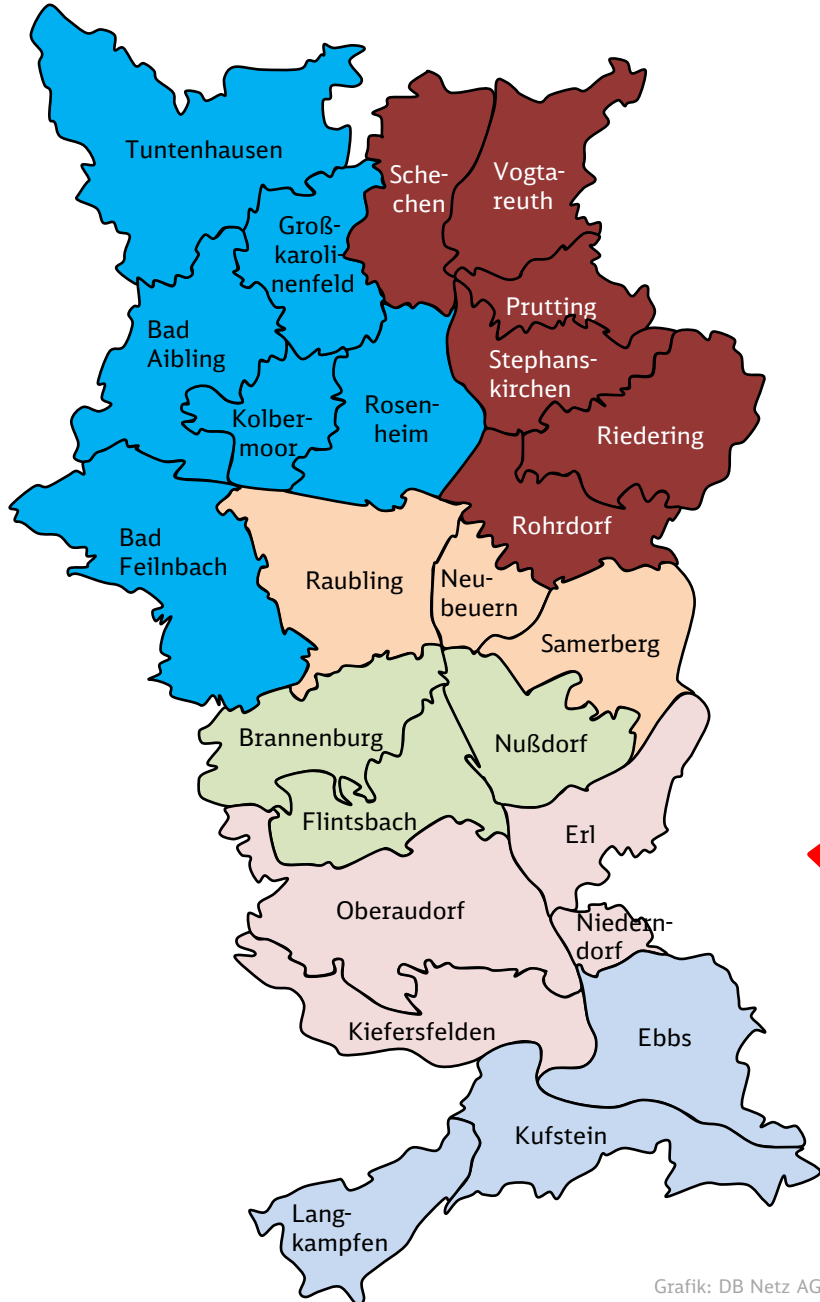 Tuntenhausen
Sche-
chen
Vogta-
reuth
Groß-
karoli-
nenfeld
Prutting
Bad
Aibling
Stephans-
kirchen
Kolber-
moor
Rosen-
heim
Riedering
Rohrdorf
Bad
Feilnbach
Raubling
Neu-
beuern
Samerberg
Brannenburg
Nußdorf
Flintsbach
Erl
Oberaudorf
Niedern-
dorf
Kiefersfelden
Ebbs
Kufstein
Lang-
kampfen
Grafik: DB Netz AG